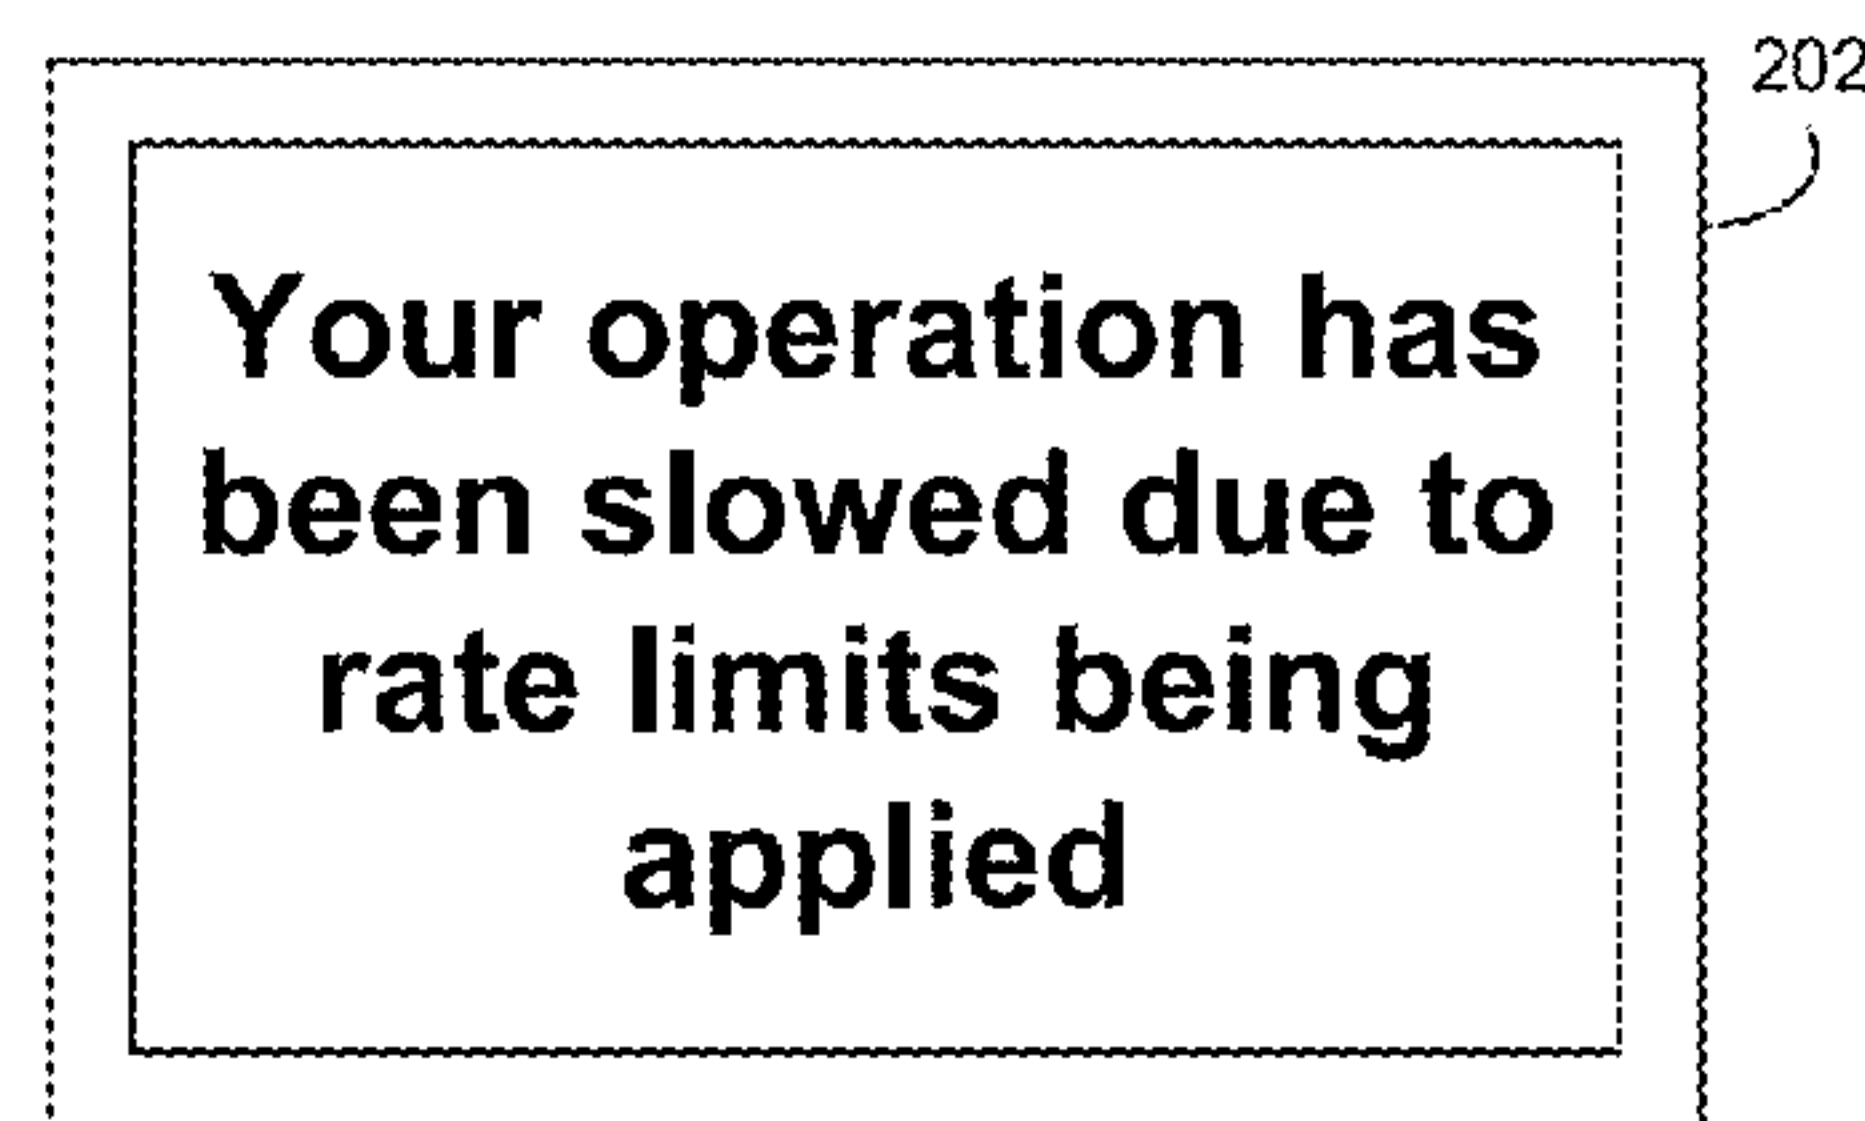 202
Your operation has
been slowed due to
rate limits being
applied